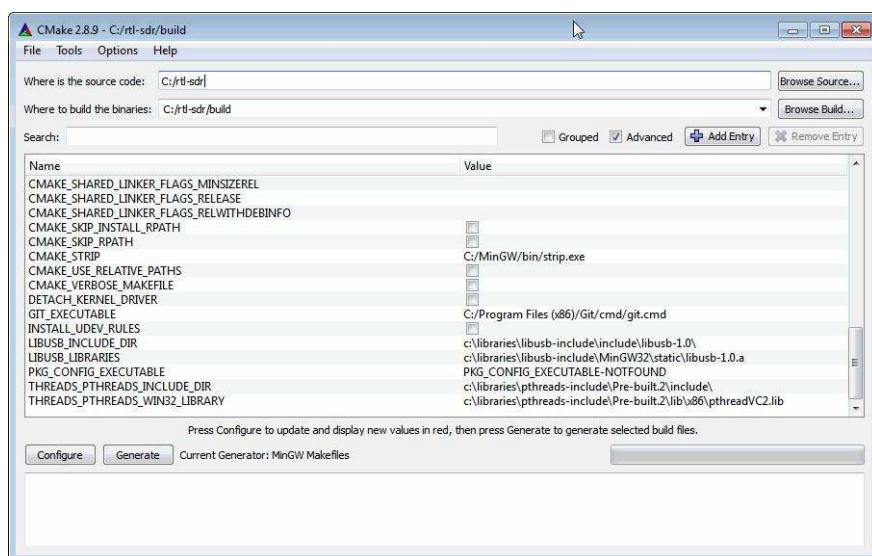 CMake 2.8.9 - C:/rtl-sdr/build
File Tools Options Help
Where is the source code: C:/rtl-sdr Browse Source...
Where to build the binaries: C:/rtl-sdr/build Browse Build...
Search: Grouped Advanced Add Entry Remove Entry
Name Value
CMAKE_SHARED_LINKER_FLAGS_MINSIZEREL
CMAKE_SHARED_LINKER_FLAGS_RELEASE
CMAKE_SHARED_LINKER_FLAGS_RELWITHDEBINFO
CMAKE_SKIP_INSTALL_RPATH
CMAKE_SKIP_RPATH
CMAKE_STRIP C:/MinGW/bin/strip.exe
CMAKE_USE_RELATIVE_PATHS
CMAKE_VERBOSE_MAKEFILE
DETACH_KERNEL_DRIVER
GIT_EXECUTABLE C:/Program Files (x86)/Git/cmd/git.cmd
INSTALL_UDEV_RULES
LIBUSB_INCLUDE_DIR c:\libraries\libusb-include\include\libusb-1.0\
LIBUSB_LIBRARIES c:\libraries\libusb-include\MinGW32\static\libusb-1.0.a
PKG_CONFIG_EXECUTABLE PKG_CONFIG_EXECUTABLE-NOTFOUND
THREADS_PTHREADS_INCLUDE_DIR c:\libraries\pthreads-include\Pre-built.2\include\
THREADS_PTHREADS_WIN32_LIBRARY c:\libraries\pthreads-include\Pre-built.2\lib\x86\pthreadVC2.lib
Press Configure to update and display new values in red, then press Generate to generate selected build files.
Configure Generate Current Generator: MinGW Makefiles